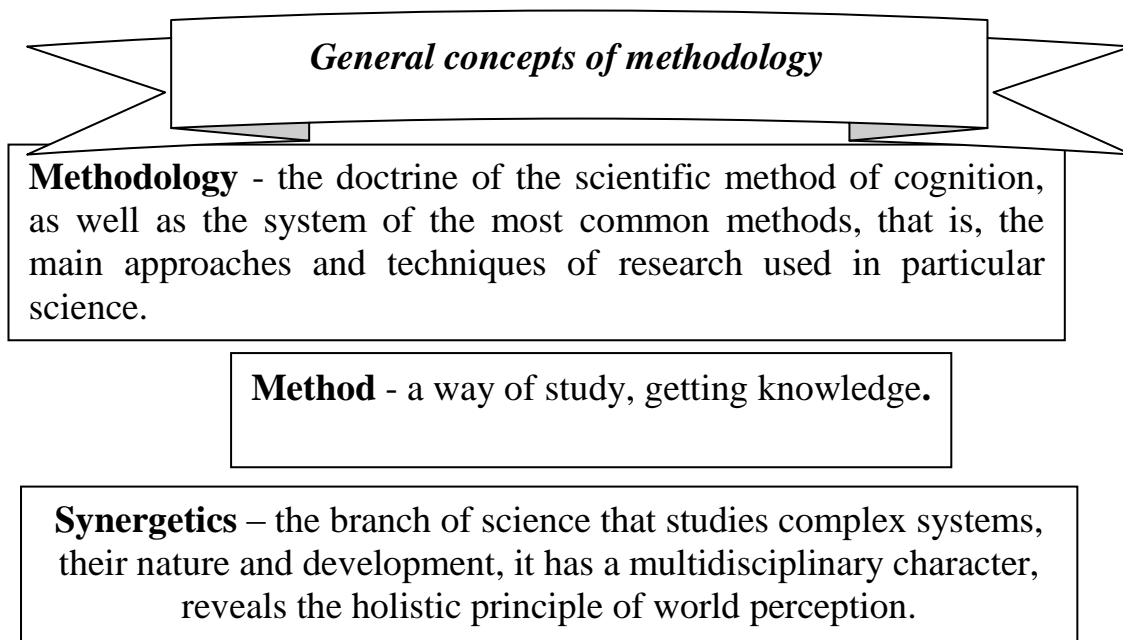 General concepts of methodology
Methodology - the doctrine of the scientific method of cognition,
as well as the system of the most common methods, that is, the
main approaches and techniques of research used in particular
science.
Method - a way of study, getting knowledge.
Synergetics – the branch of science that studies complex systems,
their nature and development, it has a multidisciplinary character,
reveals the holistic principle of world perception.